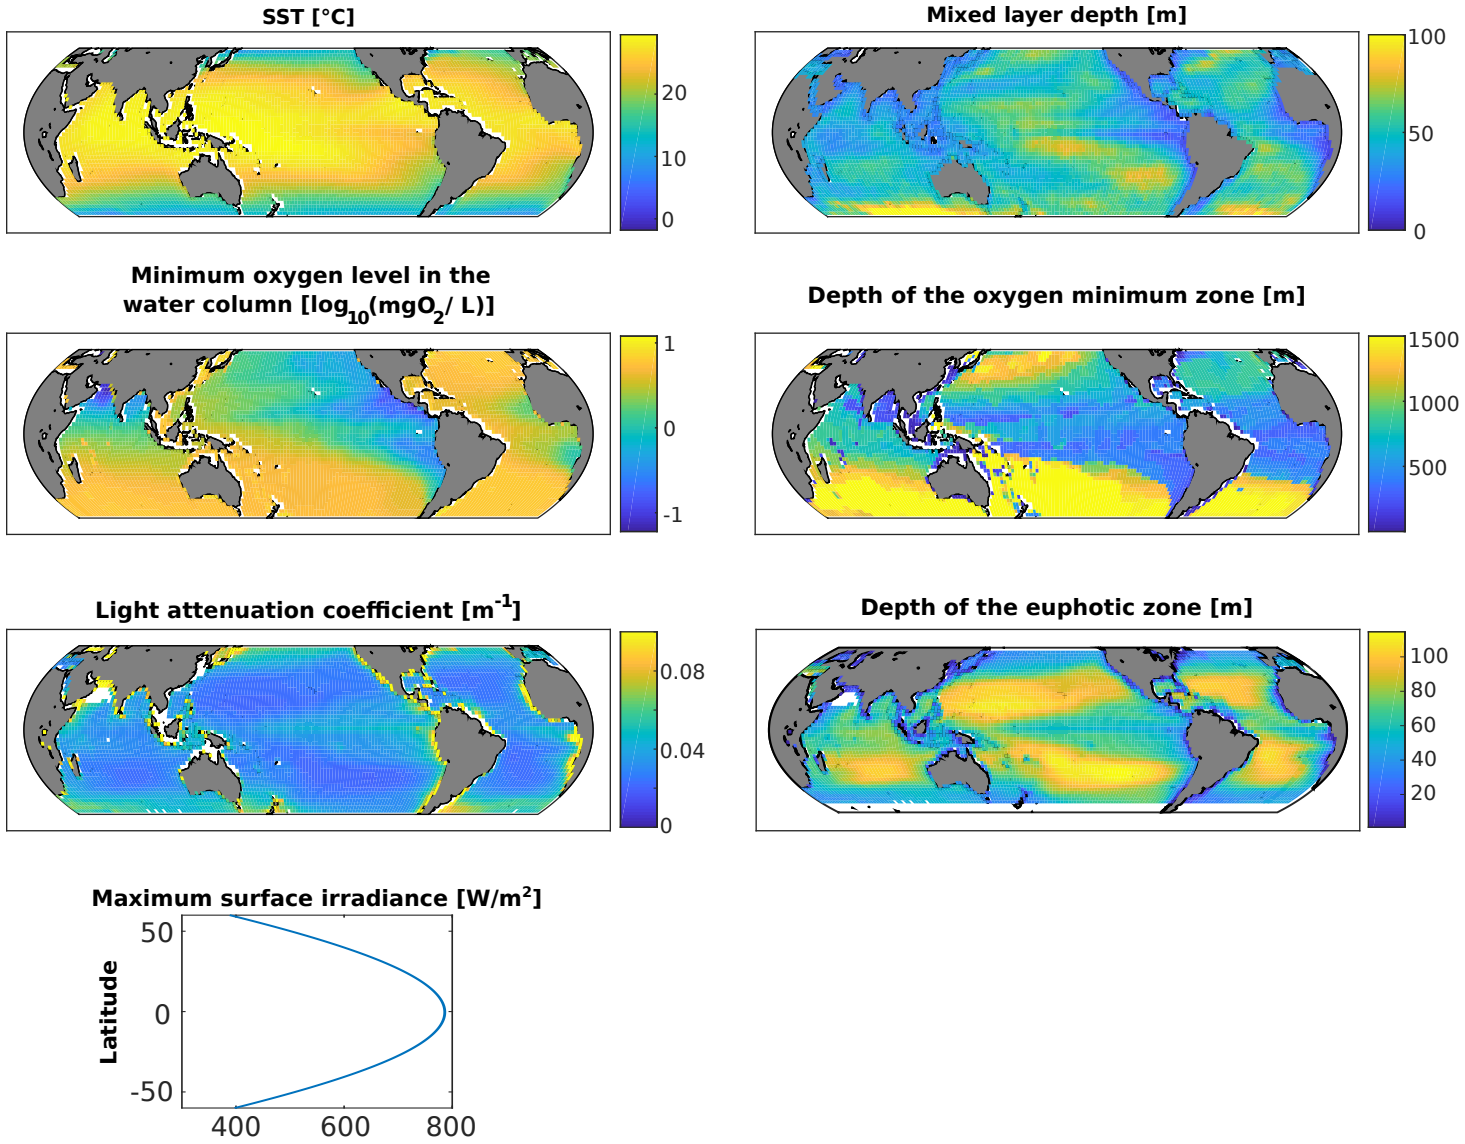 SST [°C]
20
10
0
Mixed layer depth [m]
100
50
0
Minimum oxygen level in the
water column [log10(mgO2/ L)]
1
0
-1
Depth of the oxygen minimum zone [m]
1500
1000
500
Light attenuation coefficient [m-1]
0.08
0.04
0
Depth of the euphotic zone [m]
100
80
60
40
20
Maximum surface irradiance [W/m²]
Latitude
50
0
-50
400 600 800